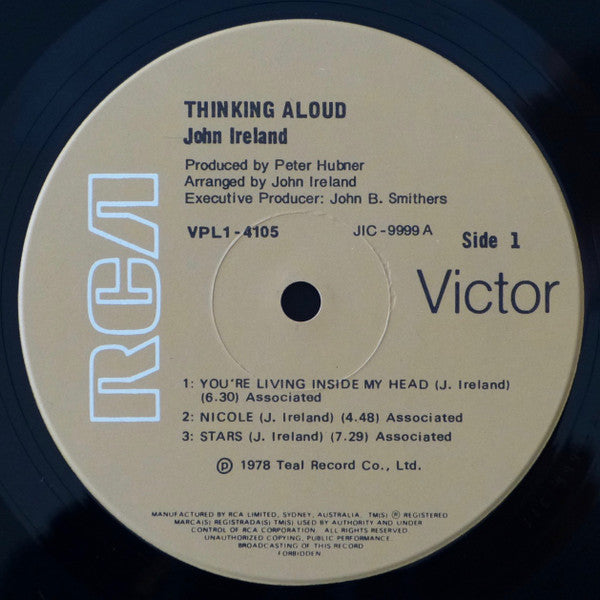 THINKING ALOUD
John Ireland
Produced by Peter Hubner
Arranged by John Ireland
Executive Producer: John B. Smithers
VPL1-4105 JIC-9999 A Side 1
RCA Victor
1: YOU'RE LIVING INSIDE MY HEAD (J. Ireland)
(6.30) Associated
2: NICOLE (J. Ireland) (4.48) Associated
3: STARS (J. Ireland) (7.29) Associated
℗ 1978 Teal Record Co., Ltd.
MANUFACTURED BY RCA LIMITED, SYDNEY, AUSTRALIA. TM(S) ® REGISTERED
MARCA(S) REGISTRADA(S) TM(S) USED BY AUTHORITY AND UNDER
CONTROL OF RCA CORPORATION. ALL RIGHTS RESERVED.
UNAUTHORIZED COPYING, PUBLIC PERFORMANCE,
BROADCASTING OF THIS RECORD
FORBIDDEN